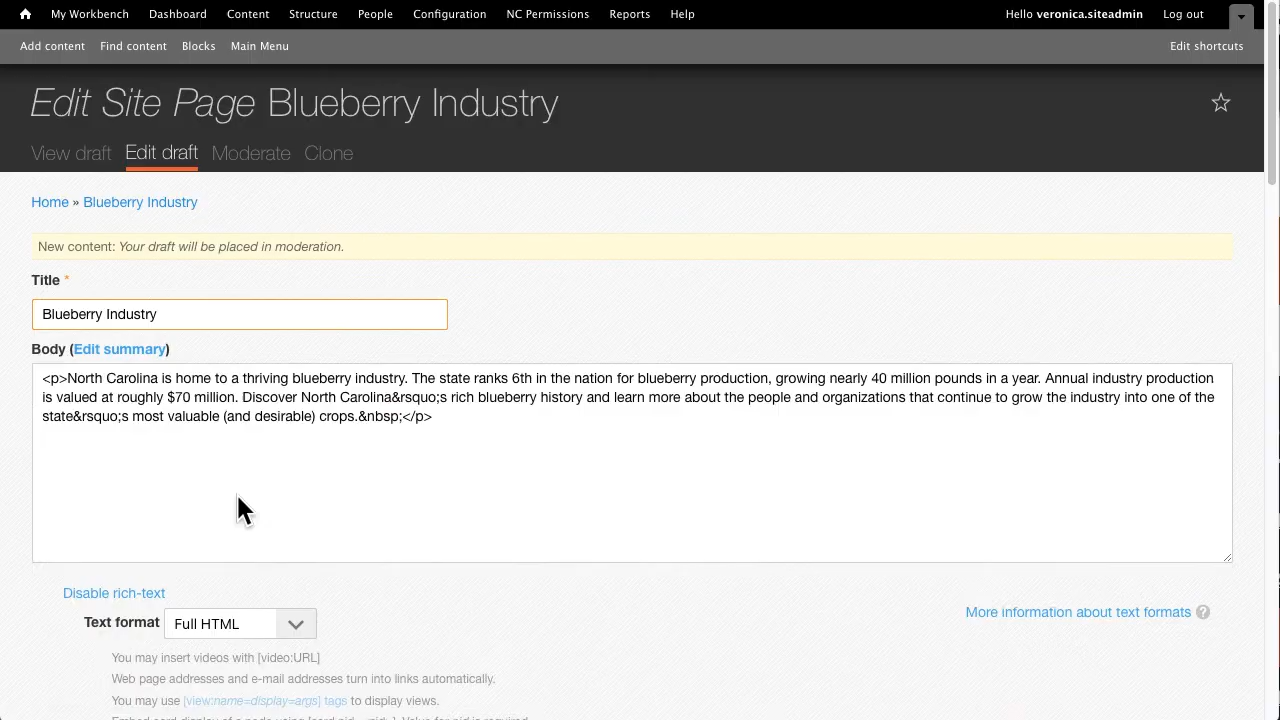 My Workbench Dashboard Content Structure People Configuration NC Permissions Reports Help Hello veronica.siteadmin Log out
Add content Find content Blocks Main Menu Edit shortcuts
Edit Site Page Blueberry Industry
View draft Edit draft Moderate Clone
Home » Blueberry Industry
New content: Your draft will be placed in moderation.
Title *
Blueberry Industry
Body (Edit summary)
<p>North Carolina is home to a thriving blueberry industry. The state ranks 6th in the nation for blueberry production, growing nearly 40 million pounds in a year. Annual industry production
is valued at roughly $70 million. Discover North Carolina&rsquo;s rich blueberry history and learn more about the people and organizations that continue to grow the industry into one of the
state&rsquo;s most valuable (and desirable) crops.&nbsp;</p>
Disable rich-text
Text format Full HTML
More information about text formats ?
You may insert videos with [video:URL]
Web page addresses and e-mail addresses turn into links automatically.
You may use [view:name=display=args] tags to display views.